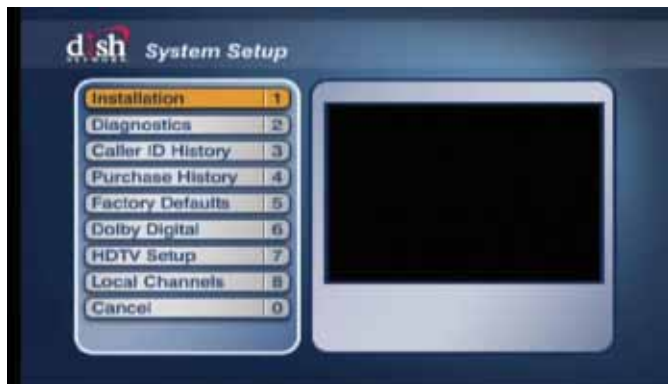 dish
NETWORK
System Setup
Installation 1
Diagnostics 2
Caller ID History 3
Purchase History 4
Factory Defaults 5
Dolby Digital 6
HDTV Setup 7
Local Channels 8
Cancel 0